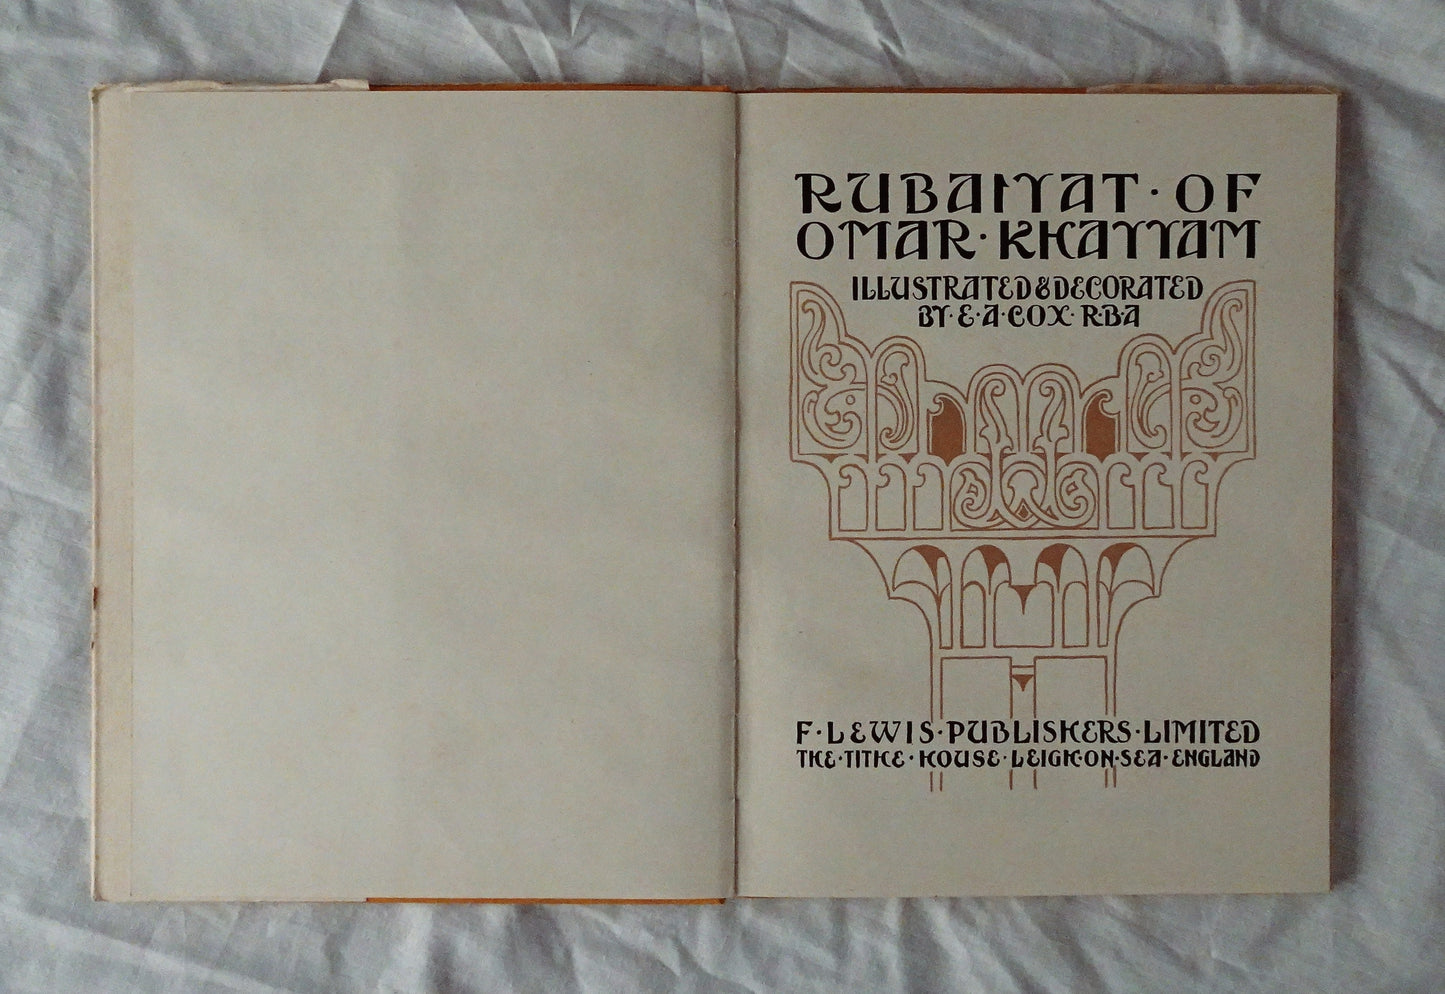 RUBAIYAT · OF
OMAR · KHAYYAM
ILLUSTRATED & DECORATED
BY · E · A · COX · R·B·A
F · LEWIS · PUBLISHERS · LIMITED
THE · TITHE · HOUSE · LEIGH·ON·SEA · ENGLAND